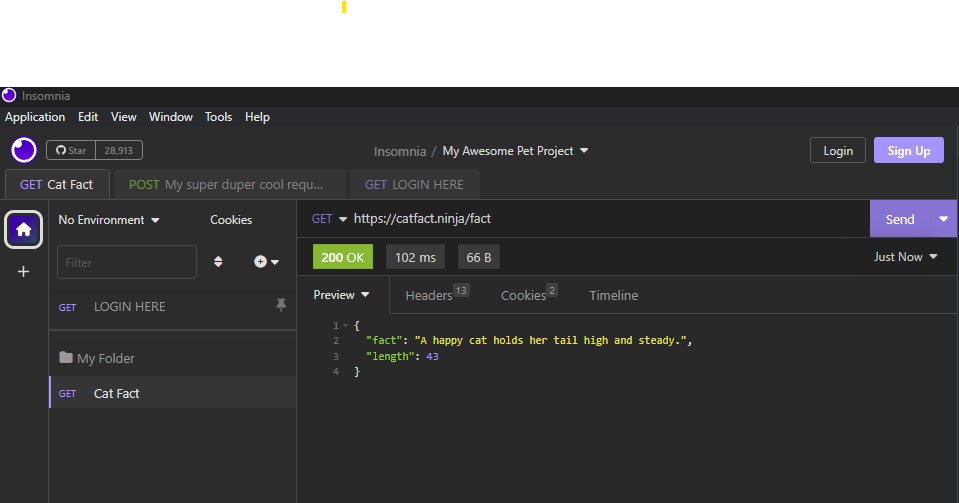 Insomnia
Application Edit View Window Tools Help
Star 28,913
Insomnia / My Awesome Pet Project
Login Sign Up
GET Cat Fact POST My super duper cool requ... GET LOGIN HERE
No Environment Cookies
GET https://catfact.ninja/fact Send
Filter
200 OK 102 ms 66 B Just Now
Preview Headers 13 Cookies 2 Timeline
GET LOGIN HERE
My Folder
GET Cat Fact
1 {
2 "fact": "A happy cat holds her tail high and steady.",
3 "length": 43
4 }